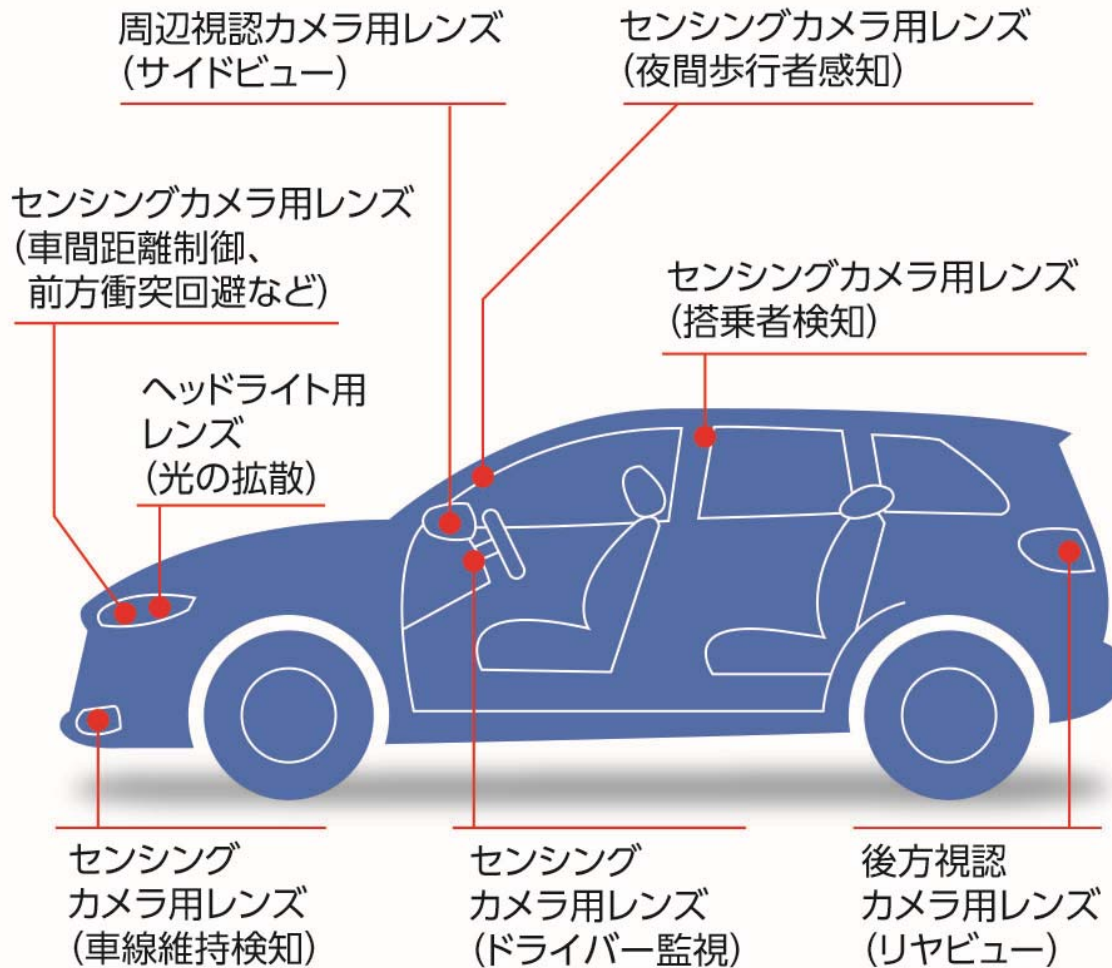 周辺視認カメラ用レンズ
(サイドビュー)
センシングカメラ用レンズ
(夜間歩行者感知)
センシングカメラ用レンズ
(車間距離制御、
前方衝突回避など)
センシングカメラ用レンズ
(搭乗者検知)
ヘッドライト用
レンズ
(光の拡散)
センシング
カメラ用レンズ
(車線維持検知)
センシング
カメラ用レンズ
(ドライバー監視)
後方視認
カメラ用レンズ
(リヤビュー)